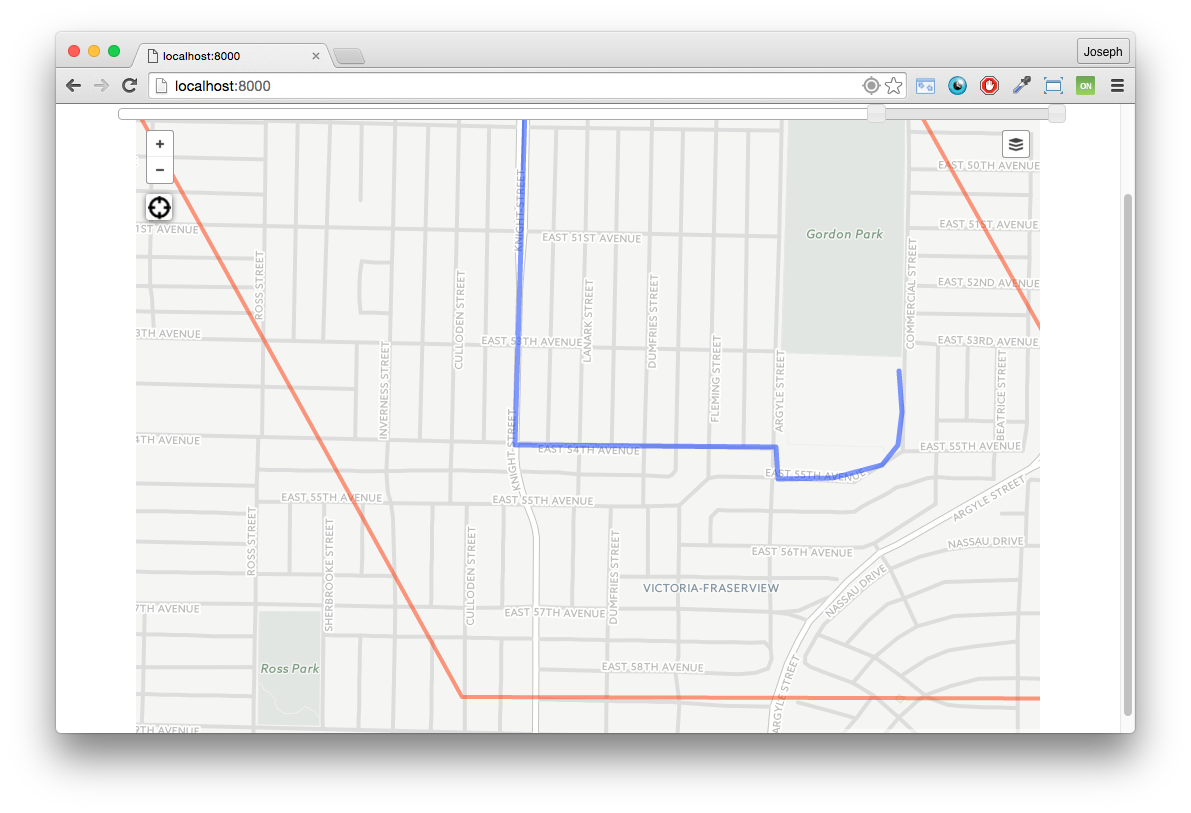 localhost:8000
Joseph
localhost:8000
ON
+
−
EAST 50TH AVENUE
1ST AVENUE
EAST 51ST AVENUE
EAST 51ST AVENUE
Gordon Park
KNIGHT STREET
ROSS STREET
CULLODEN STREET
LANARK STREET
DUMFRIES STREET
COMMERCIAL STREET
EAST 52ND AVENUE
3TH AVENUE
EAST 53TH AVENUE
EAST 53RD AVENUE
INVERNESS STREET
FLEMING STREET
ARGYLE STREET
BEATRICE STREET
4TH AVENUE
KNIGHT STREET
EAST 54TH AVENUE
EAST 55TH AVENUE
EAST 55TH AVENUE
EAST 55TH AVENUE
EAST 55TH AVENUE
ARGYLE STREET
ROSS STREET
SHERBROOKE STREET
CULLODEN STREET
DUMFRIES STREET
EAST 56TH AVENUE
NASSAU DRIVE
VICTORIA-FRASERVIEW
NASSAU DRIVE
7TH AVENUE
EAST 57TH AVENUE
Ross Park
EAST 58TH AVENUE
ARGYLE STREET
9TH AVENUE